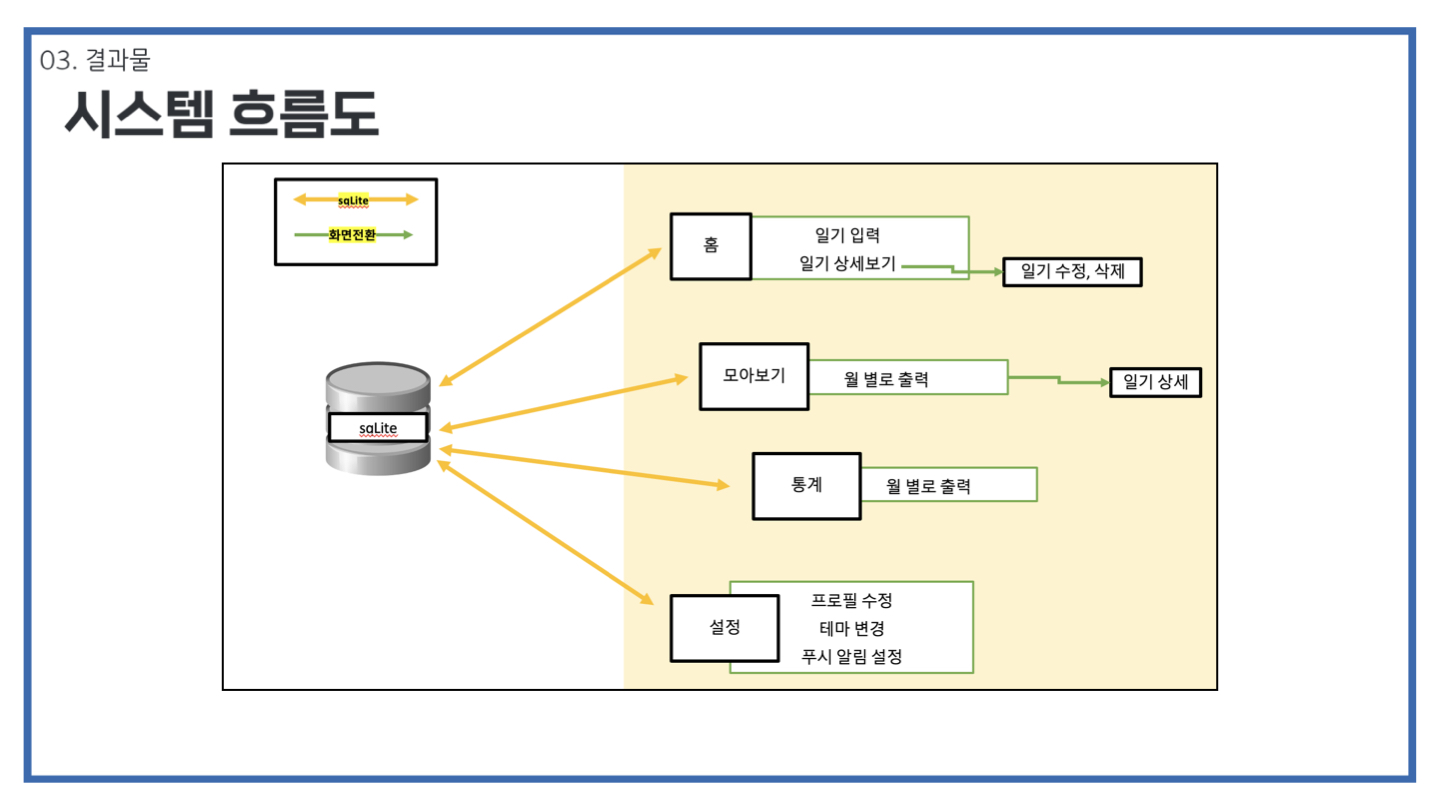 03. 결과물
시스템 흐름도
sqLite
화면전환
홈
일기 입력
일기 상세보기
일기 수정, 삭제
모아보기
월 별로 출력
일기 상세
sqLite
통계
월 별로 출력
설정
프로필 수정
테마 변경
푸시 알림 설정